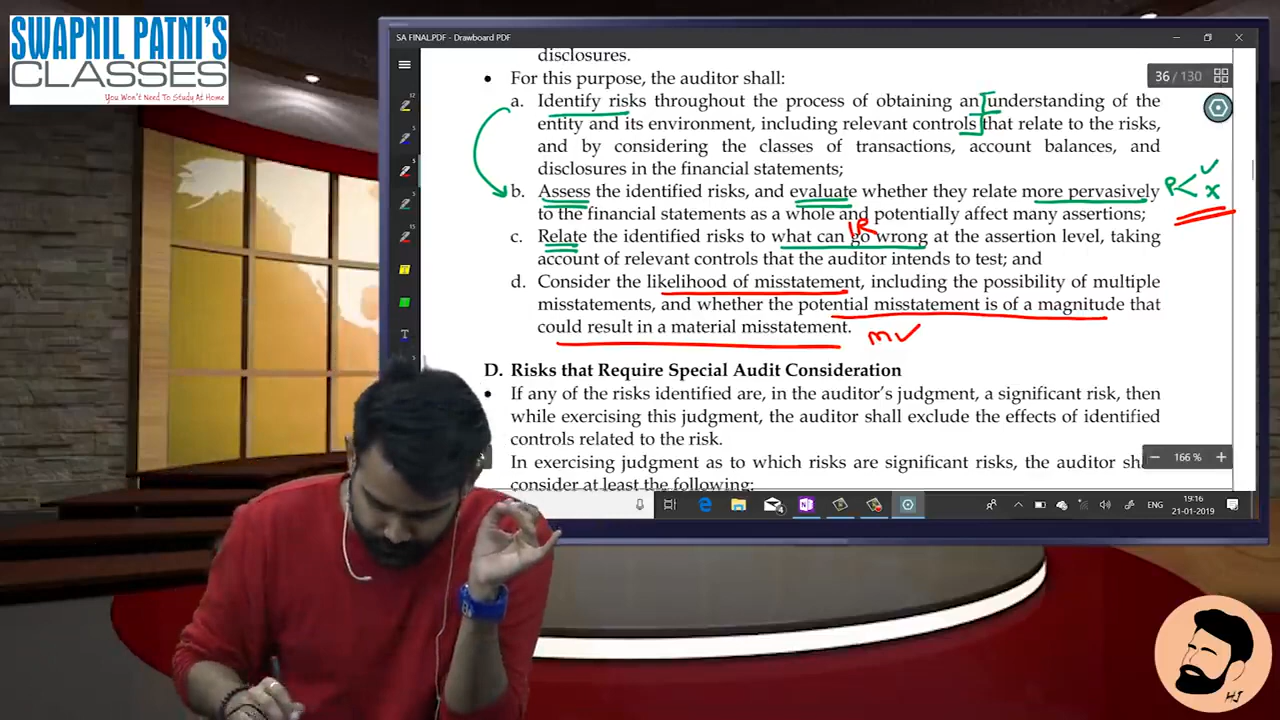 SWAPNIL PATNI'S
CLASSES
You Won't Need To Study At Home
SA FINAL.PDF - Drawboard PDF
36 / 130
disclosures.
• For this purpose, the auditor shall:
a. Identify risks throughout the process of obtaining an understanding of the
entity and its environment, including relevant controls that relate to the risks,
and by considering the classes of transactions, account balances, and
disclosures in the financial statements;
b. Assess the identified risks, and evaluate whether they relate more pervasively
P < ✓ x
to the financial statements as a whole and potentially affect many assertions;
IR
c. Relate the identified risks to what can go wrong at the assertion level, taking
account of relevant controls that the auditor intends to test; and
d. Consider the likelihood of misstatement, including the possibility of multiple
misstatements, and whether the potential misstatement is of a magnitude that
could result in a material misstatement.
m✓
D. Risks that Require Special Audit Consideration
• If any of the risks identified are, in the auditor's judgment, a significant risk, then
while exercising this judgment, the auditor shall exclude the effects of identified
controls related to the risk.
In exercising judgment as to which risks are significant risks, the auditor sha
consider at least the following:
166 %
ENG
19:16
21-01-2019
HJ